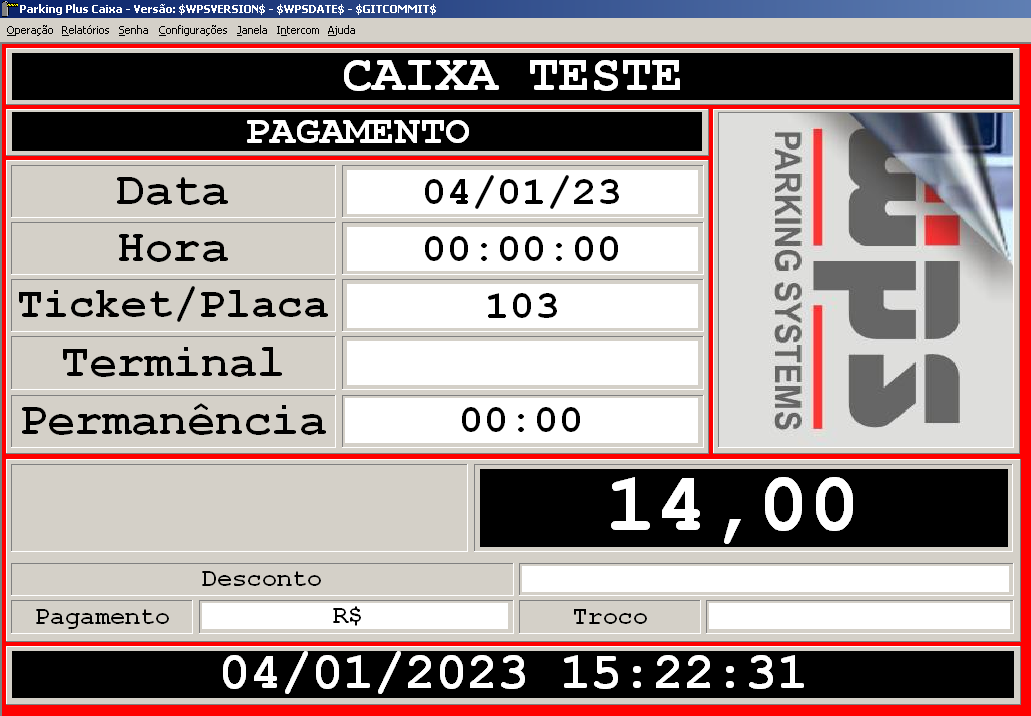 Parking Plus Caixa - Versão: $WPSVERSION$ - $WPSDATE$ - $GITCOMMIT$
Operação Relatórios Senha Configurações Janela Intercom Ajuda
CAIXA TESTE
PAGAMENTO
Data 04/01/23
Hora 00:00:00
Ticket/Placa 103
Terminal
Permanência 00:00
WPS
PARKING SYSTEMS
14,00
Desconto
Pagamento R$ Troco
04/01/2023 15:22:31